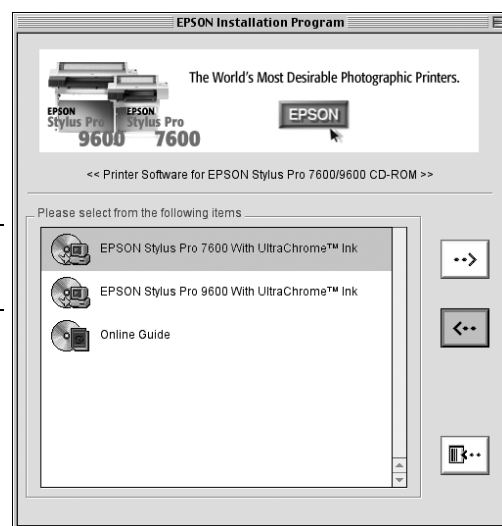 EPSON Installation Program
The World's Most Desirable Photographic Printers.
EPSON
EPSON
Stylus Pro
9600
EPSON
Stylus Pro
7600
<< Printer Software for EPSON Stylus Pro 7600/9600 CD-ROM >>
Please select from the following items
EPSON Stylus Pro 7600 With UltraChrome™ Ink
EPSON Stylus Pro 9600 With UltraChrome™ Ink
Online Guide